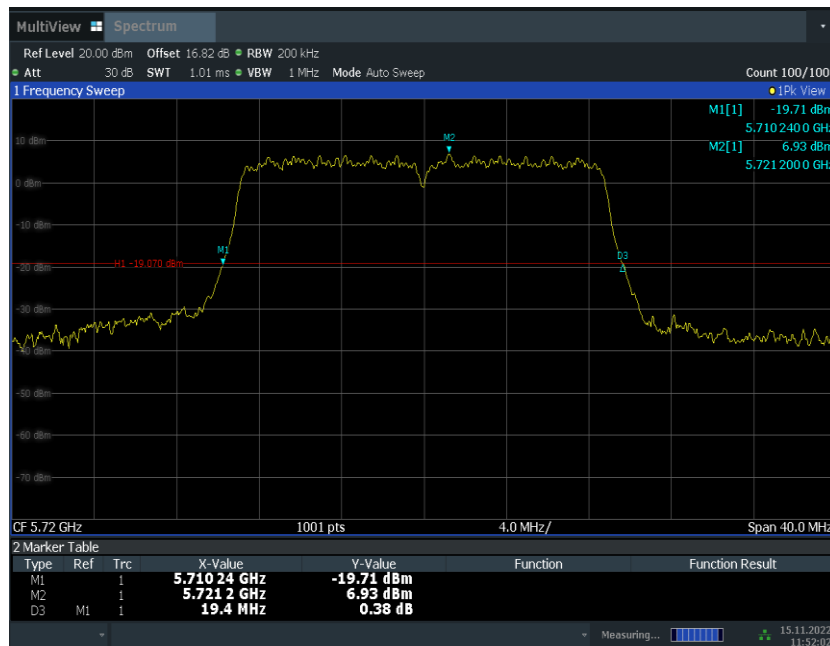 MultiView Spectrum
Ref Level 20.00 dBm Offset 16.82 dB RBW 200 kHz
Att 30 dB SWT 1.01 ms VBW 1 MHz Mode Auto Sweep Count 100/100
1 Frequency Sweep 1Pk View
M1[1] -19.71 dBm
5.710 240 0 GHz
10 dBm M2 M2[1] 6.93 dBm
5.721 200 0 GHz
0 dBm
-10 dBm
M1 D3
-20 dBm H1 -19.070 dBm
-30 dBm
-40 dBm
-50 dBm
-60 dBm
-70 dBm
CF 5.72 GHz 1001 pts 4.0 MHz/ Span 40.0 MHz
2 Marker Table
Type Ref Trc X-Value Y-Value Function Function Result
M1 1 5.710 24 GHz -19.71 dBm
M2 1 5.721 2 GHz 6.93 dBm
D3 M1 1 19.4 MHz 0.38 dB
Measuring... 15.11.2022
11:52:02